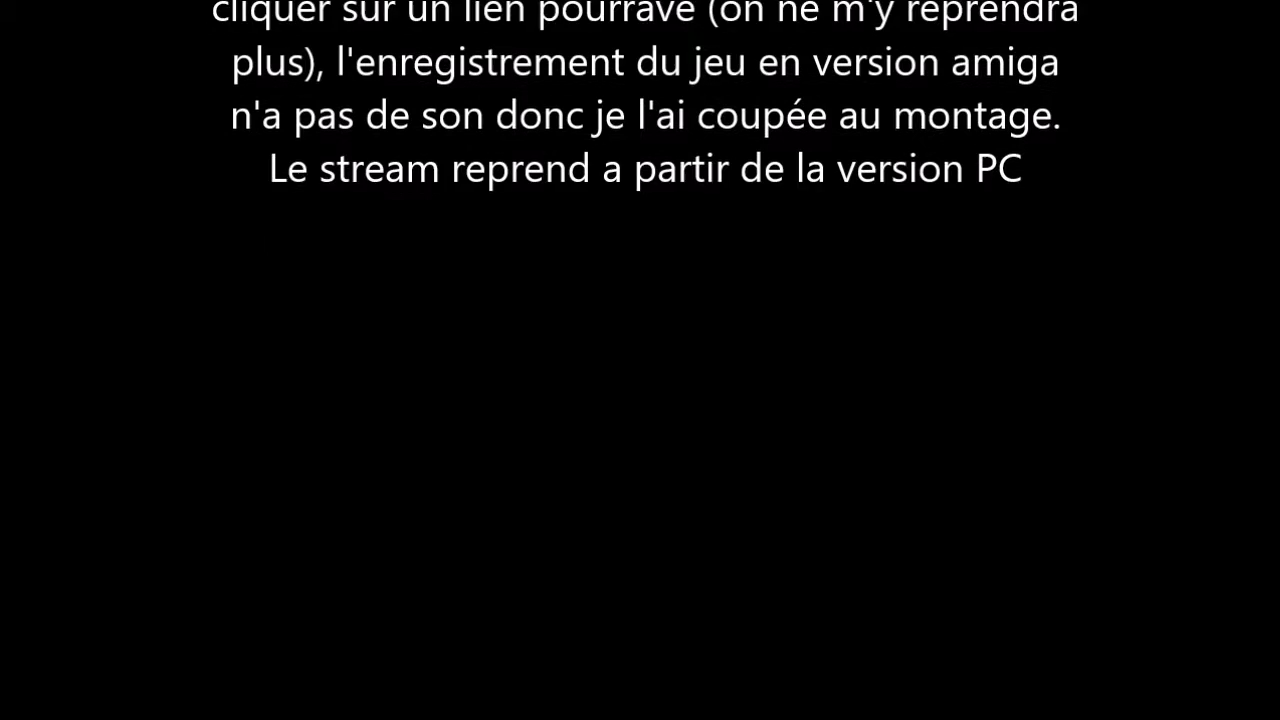 cliquer sur un lien pourrave (on ne m'y reprendra
plus), l'enregistrement du jeu en version amiga
n'a pas de son donc je l'ai coupée au montage.
Le stream reprend a partir de la version PC